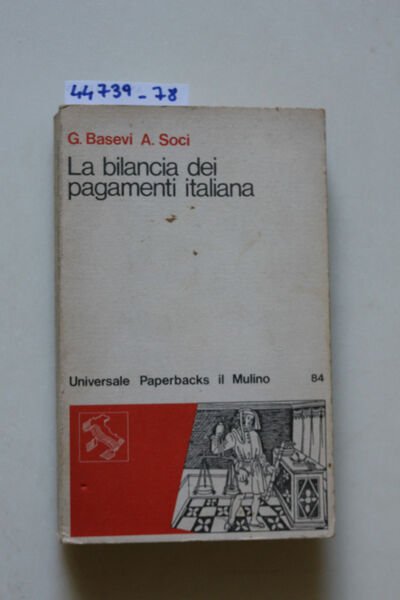 44739-78
G. Basevi A. Soci
La bilancia dei
pagamenti italiana
Universale Paperbacks il Mulino 84